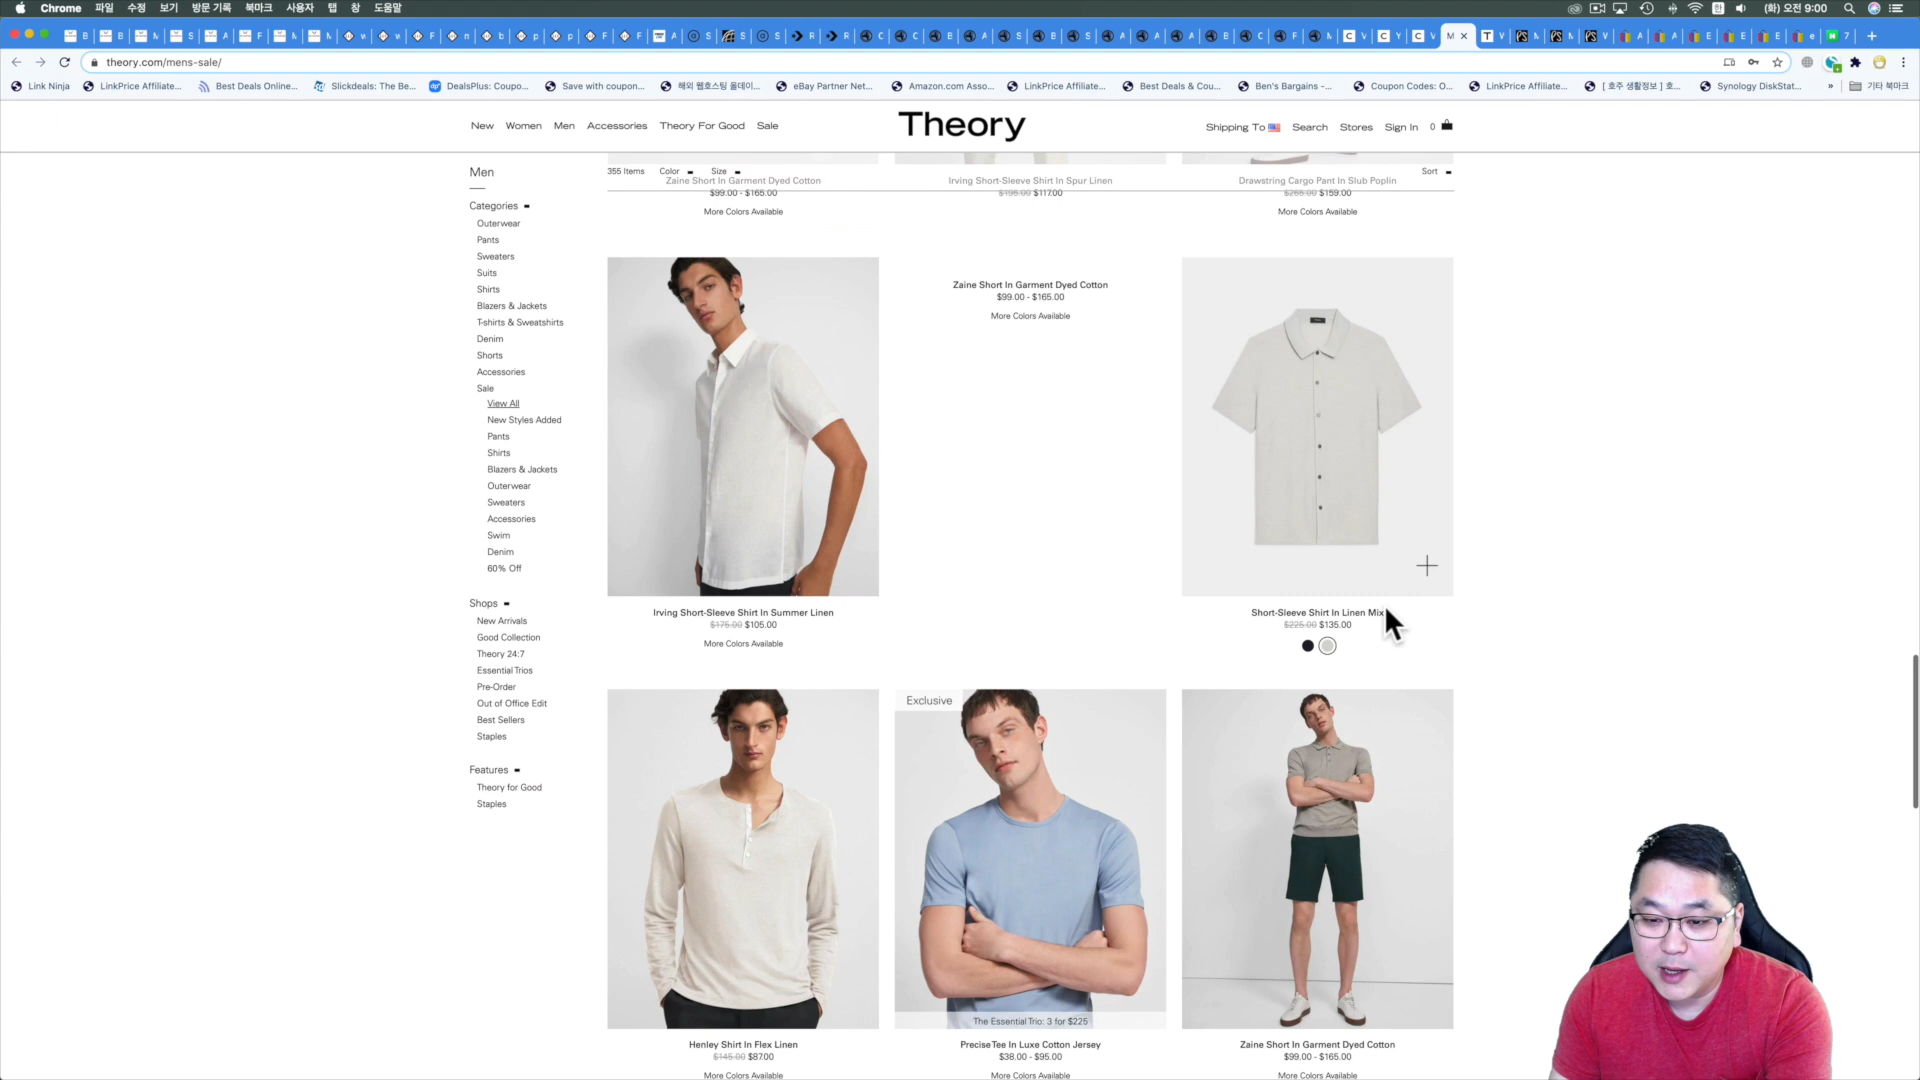 Chrome 파일 수정 보기 방문 기록 북마크 사용자 탭 창 도움말
(화) 오전 9:00
theory.com/mens-sale/
Link Ninja LinkPrice Affiliate... Best Deals Online... Slickdeals: The Be... DealsPlus: Coupo... Save with coupon... 해외 웹호스팅 올데이... eBay Partner Net... Amazon.com Asso... LinkPrice Affiliate... Best Deals & Cou... Ben's Bargains -... Coupon Codes: O... LinkPrice Affiliate... [ 호주 생활정보 ] 호... Synology DiskStat... » 기타 북마크
New Women Men Accessories Theory For Good Sale
Theory
Shipping To Search Stores Sign In 0
Men
Categories
Outerwear
Pants
Sweaters
Suits
Shirts
Blazers & Jackets
T-shirts & Sweatshirts
Denim
Shorts
Accessories
Sale
View All
New Styles Added
Pants
Shirts
Blazers & Jackets
Outerwear
Sweaters
Accessories
Swim
Denim
60% Off
Shops
New Arrivals
Good Collection
Theory 24:7
Essential Trios
Pre-Order
Out of Office Edit
Best Sellers
Staples
Features
Theory for Good
Staples
355 Items Color Size Sort
Zaine Short In Garment Dyed Cotton
$99.00 - $165.00
More Colors Available
Irving Short-Sleeve Shirt In Spur Linen
$195.00 $117.00
Drawstring Cargo Pant In Slub Poplin
$265.00 $159.00
More Colors Available
Irving Short-Sleeve Shirt In Summer Linen
$175.00 $105.00
More Colors Available
Zaine Short In Garment Dyed Cotton
$99.00 - $165.00
More Colors Available
Short-Sleeve Shirt In Linen Mix
$225.00 $135.00
Henley Shirt In Flex Linen
$145.00 $87.00
More Colors Available
Exclusive
The Essential Trio: 3 for $225
Precise Tee In Luxe Cotton Jersey
$38.00 - $95.00
More Colors Available
Zaine Short In Garment Dyed Cotton
$99.00 - $165.00
More Colors Available